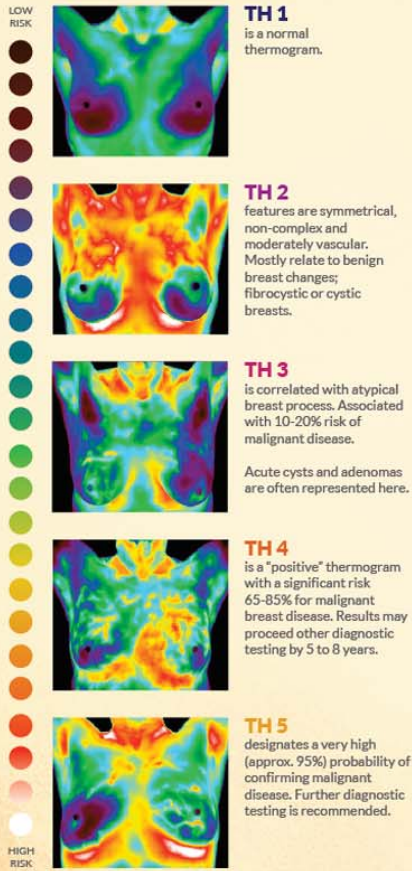 LOW
RISK
TH 1
is a normal
thermogram.
TH 2
features are symmetrical,
non-complex and
moderately vascular.
Mostly relate to benign
breast changes;
fibrocystic or cystic
breasts.
TH 3
is correlated with atypical
breast process. Associated
with 10-20% risk of
malignant disease.
Acute cysts and adenomas
are often represented here.
TH 4
is a "positive" thermogram
with a significant risk
65-85% for malignant
breast disease. Results may
proceed other diagnostic
testing by 5 to 8 years.
TH 5
designates a very high
(approx. 95%) probability of
confirming malignant
disease. Further diagnostic
testing is recommended.
HIGH
RISK